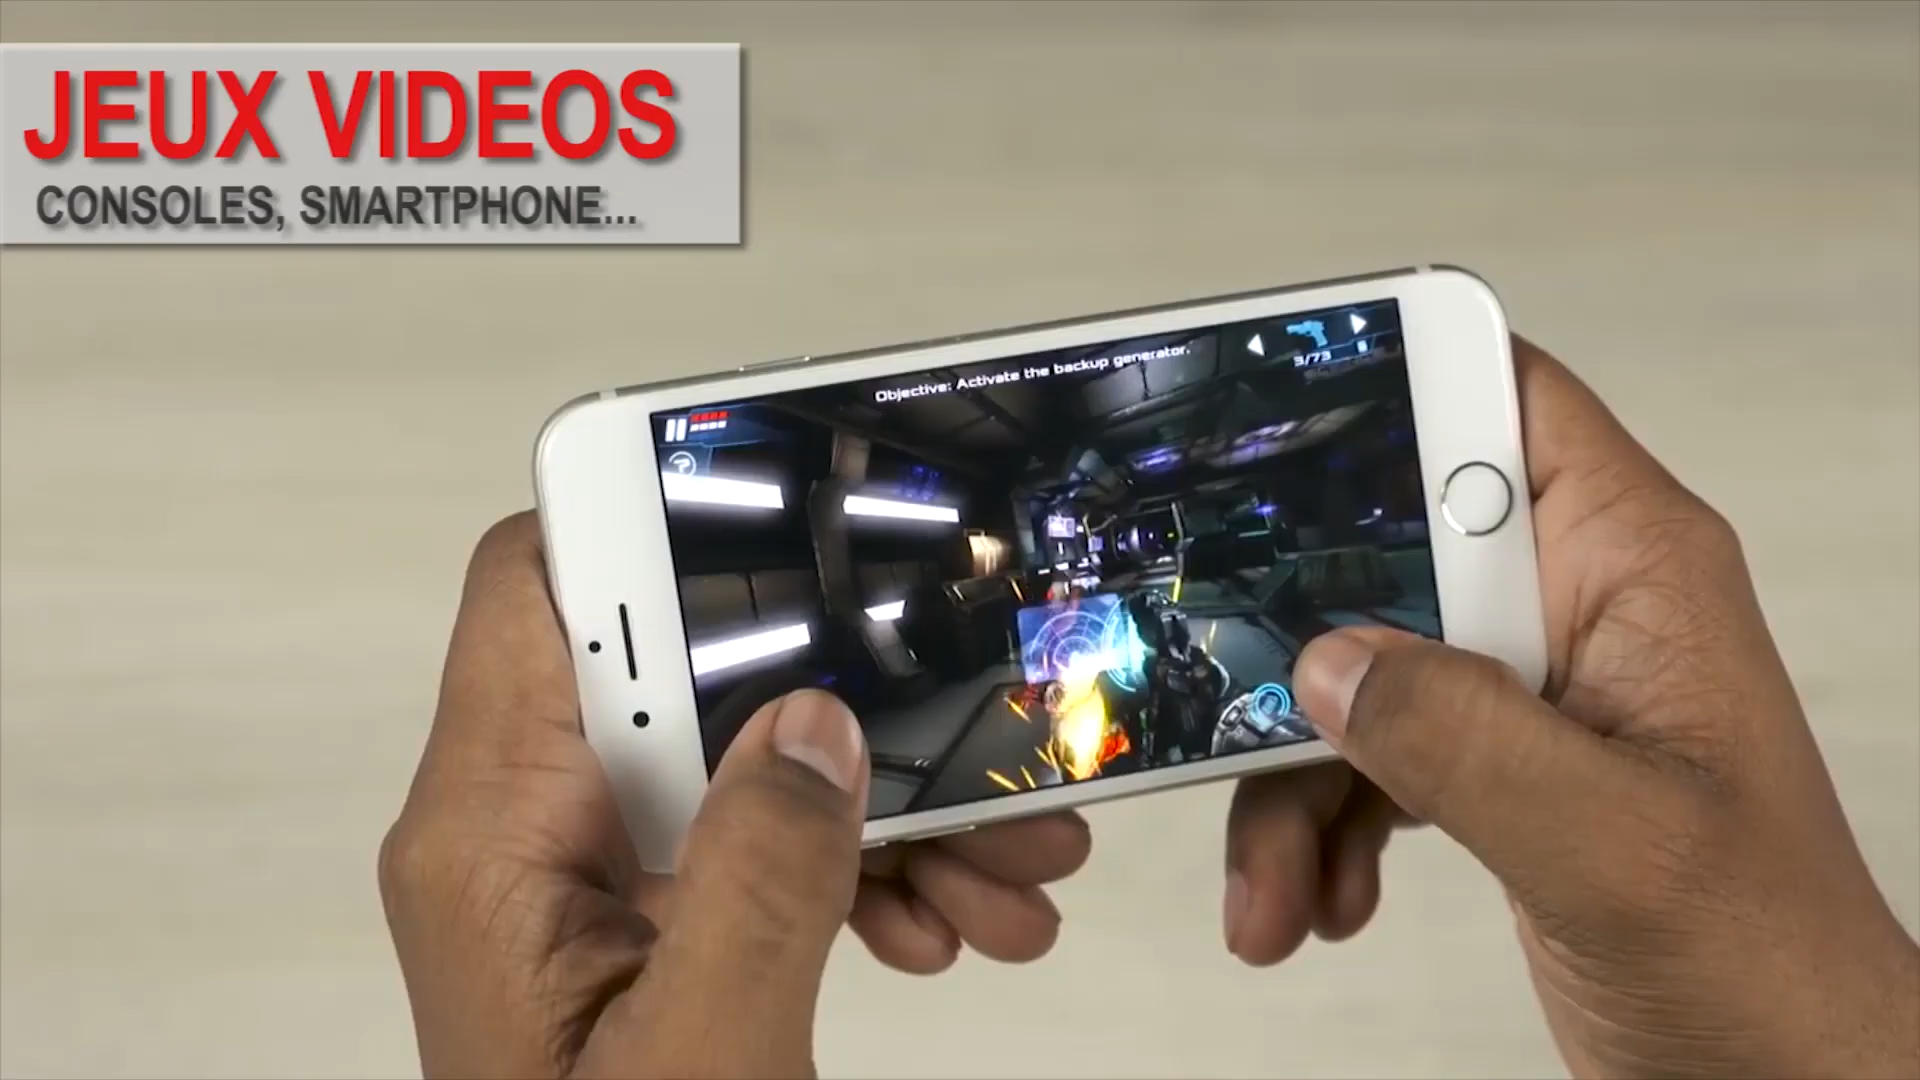 JEUX VIDEOS
CONSOLES, SMARTPHONE...
Objective: Activate the backup generator.
3/73